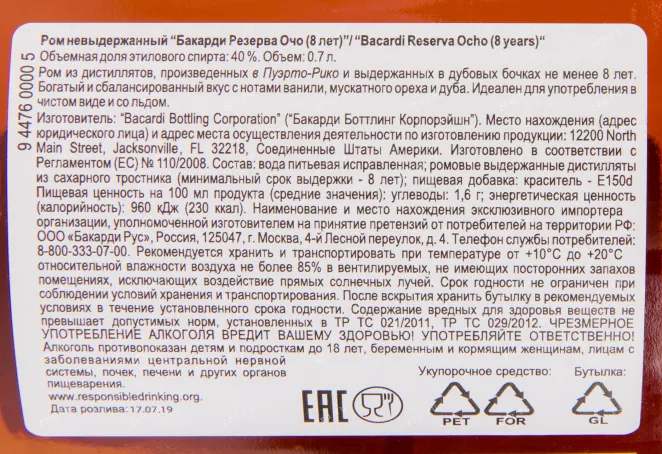 Ром невыдержанный “Бакарди Резерва Очо (8 лет)”/ “Bacardi Reserva Ocho (8 years)“
Объемная доля этилового спирта: 40 %. Объем: 0.7 л.
Ром из дистиллятов, произведенных в Пуэрто-Рико и выдержанных в дубовых бочках не менее 8 лет.
Богатый и сбалансированный вкус с нотами ванили, мускатного ореха и дуба. Идеален для употребления в
чистом виде и со льдом.
Изготовитель: “Bacardi Bottling Corporation” (“Бакарди Боттлинг Корпорэйшн”). Место нахождения (адрес
юридического лица) и адрес места осуществления деятельности по изготовлению продукции: 12200 North
Main Street, Jacksonville, FL 32218, Соединенные Штаты Америки. Изготовлено в соответствии с
Регламентом (ЕС) № 110/2008. Состав: вода питьевая исправленная; ромовые выдержанные дистилляты
из сахарного тростника (минимальный срок выдержки - 8 лет); пищевая добавка: краситель - E150d
Пищевая ценность на 100 мл продукта (средние значения): углеводы: 1,6 г; энергетическая ценность
(калорийность): 960 кДж (230 ккал). Наименование и место нахождения эксклюзивного импортера
организации, уполномоченной изготовителем на принятие претензий от потребителей на территории РФ:
ООО «Бакарди Рус», Россия, 125047, г. Москва, 4-й Лесной переулок, д. 4. Телефон службы потребителей:
8-800-333-07-00. Рекомендуется хранить и транспортировать при температуре от +10°С до +20°С
относительной влажности воздуха не более 85% в вентилируемых, не имеющих посторонних запахов
помещениях, исключающих воздействие прямых солнечных лучей. Срок годности не ограничен при
соблюдении условий хранения и транспортирования. После вскрытия хранить бутылку в рекомендуемых
условиях в течение установленного срока годности. Содержание вредных для здоровья веществ не
превышает допустимых норм, установленных в ТР ТС 021/2011, ТР ТС 029/2012. ЧРЕЗМЕРНОЕ
УПОТРЕБЛЕНИЕ АЛКОГОЛЯ ВРЕДИТ ВАШЕМУ ЗДОРОВЬЮ! УПОТРЕБЛЯЙТЕ ОТВЕТСТВЕННО!
Алкоголь противопоказан детям и подросткам до 18 лет, беременным и кормящим женщинам, лицам с
заболеваниями центральной нервной
системы, почек, печени и других органов
пищеварения.
www.responsibledrinking.org.
Дата розлива: 17.07.19
9 44760000 5
EAC
Укупорочное средство:
PET
FOR
Бутылка:
GL